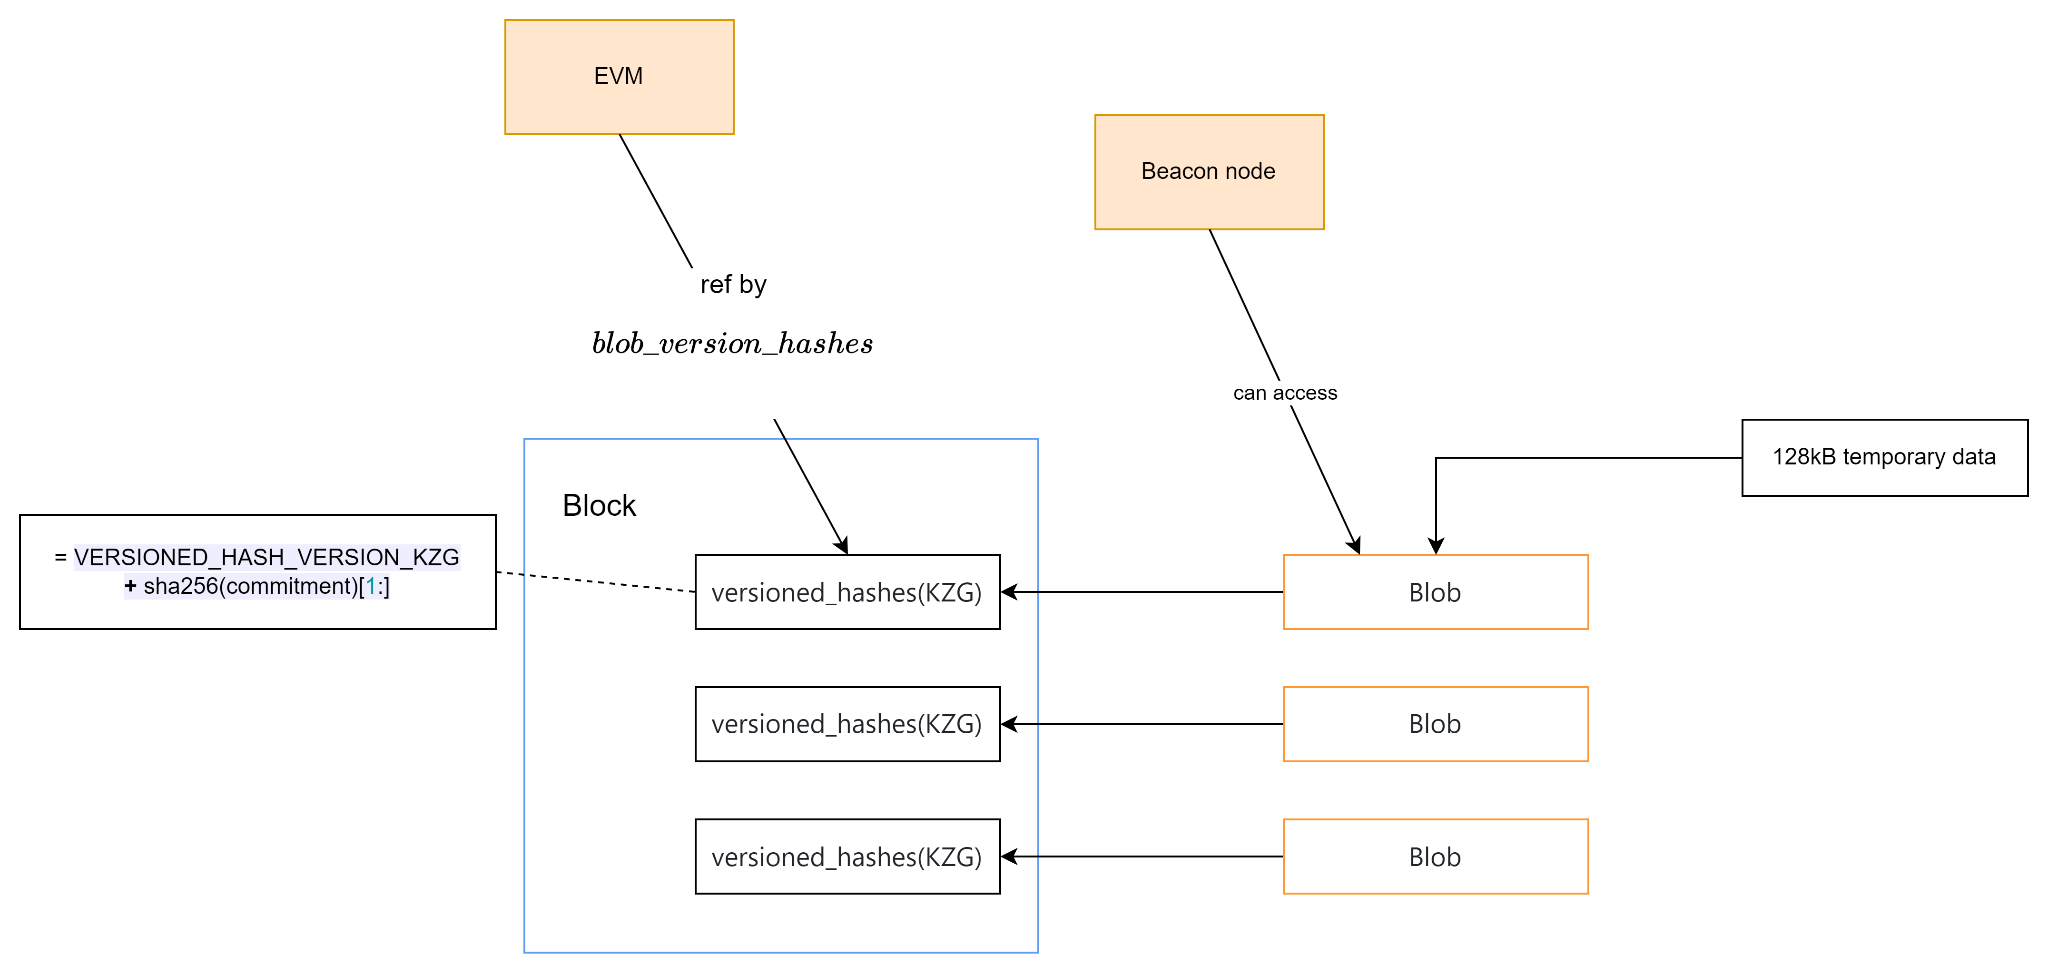 EVM
Beacon node
ref by
blob_version_hashes
can access
128kB temporary data
Block
= VERSIONED_HASH_VERSION_KZG
+ sha256(commitment)[1:]
versioned_hashes(KZG)
Blob
versioned_hashes(KZG)
Blob
versioned_hashes(KZG)
Blob